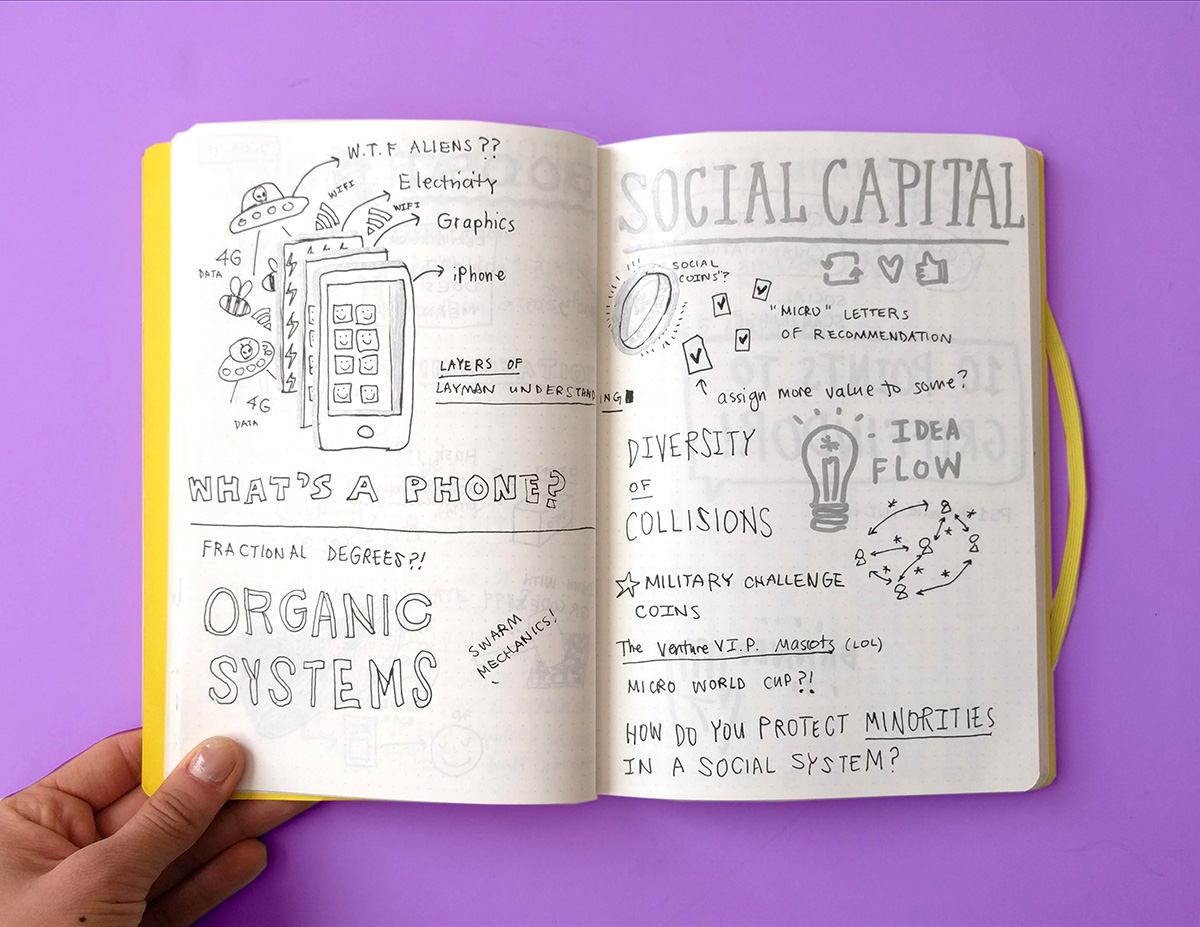 W.T.F ALIENS??
WIFI
Electricity
WIFI
Graphics
4G
DATA
iPhone
4G
DATA
LAYERS OF
LAYMAN UNDERSTANDING
WHAT'S A PHONE?
FRACTIONAL DEGREES?!
ORGANIC
SYSTEMS
SWARM
MECHANICS!
SOCIAL CAPITAL
SOCIAL
COINS"?
"MICRO" LETTERS
OF RECOMMENDATION
assign more value to some?
DIVERSITY
OF
COLLISIONS
- IDEA
FLOW
MILITARY CHALLENGE
COINS
The Venture V.I.P. Mascots (LOL)
MICRO WORLD CUP?!
HOW DO YOU PROTECT MINORITIES
IN A SOCIAL SYSTEM?